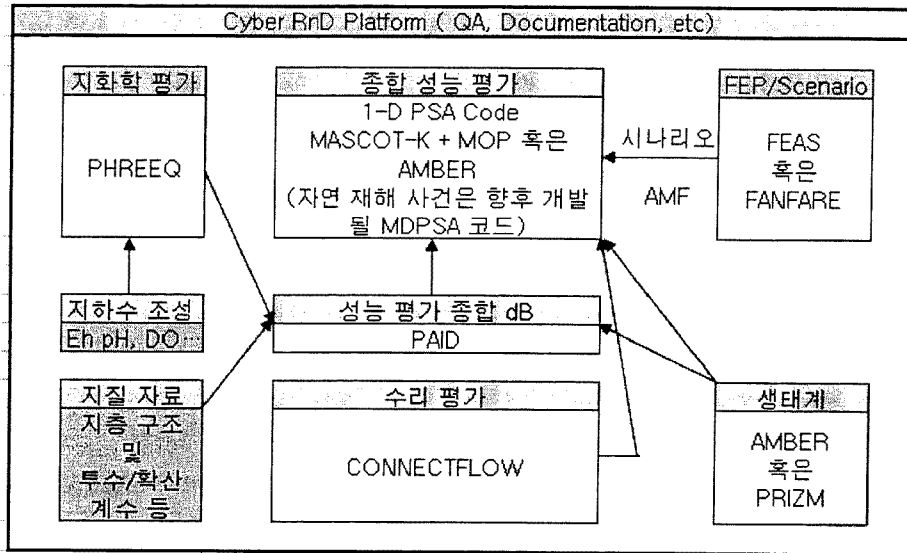 Cyber RnD Platform ( QA, Documentation, etc)
지화학 평가
PHREEQ
종합 성능 평가
1-D PSA Code
MASCOT-K + MOP 혹은
AMBER
(자연 재해 사건은 향후 개발
될 MDPSA 코드)
시나리오
AMF
FEP/Scenario
FEAS
혹은
FANFARE
지하수 조성
Eh pH, DO…
성능 평가 종합 dB
PAID
지질 자료
지층 구조
및
투수/확산
계수 등
수리 평가
CONNECTFLOW
생태계
AMBER
혹은
PRIZM